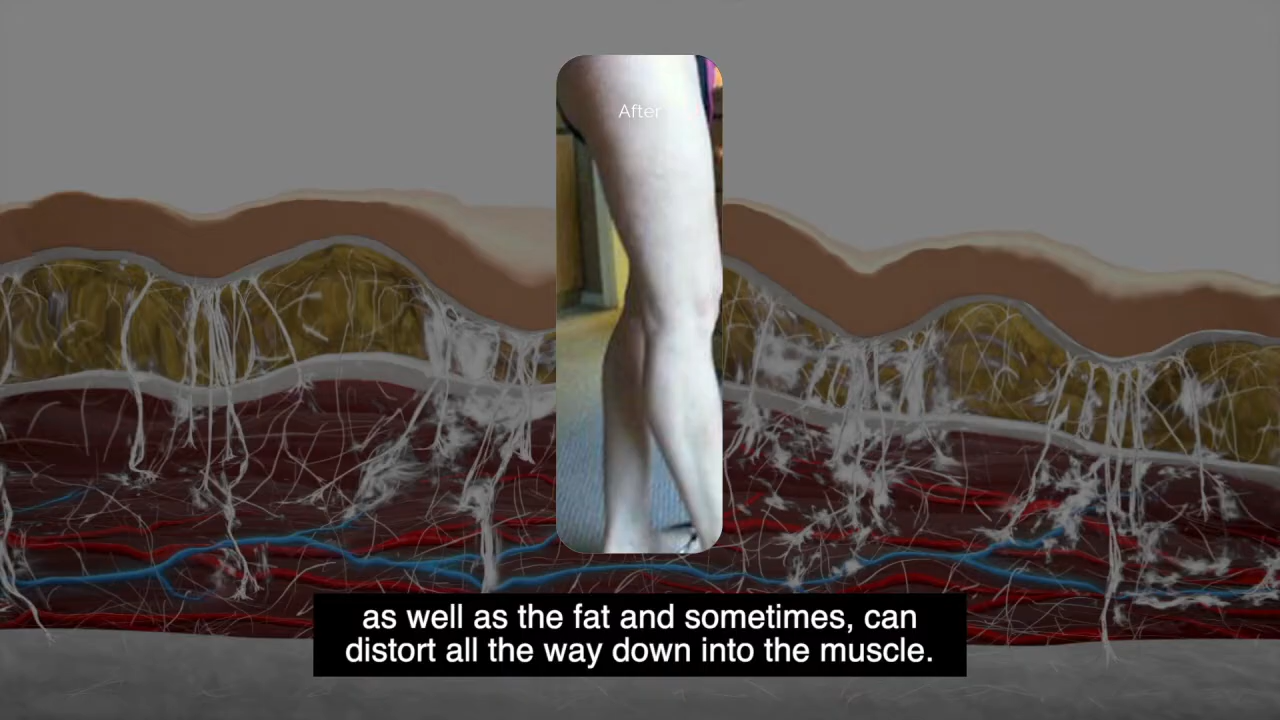 After
as well as the fat and sometimes, can
distort all the way down into the muscle.